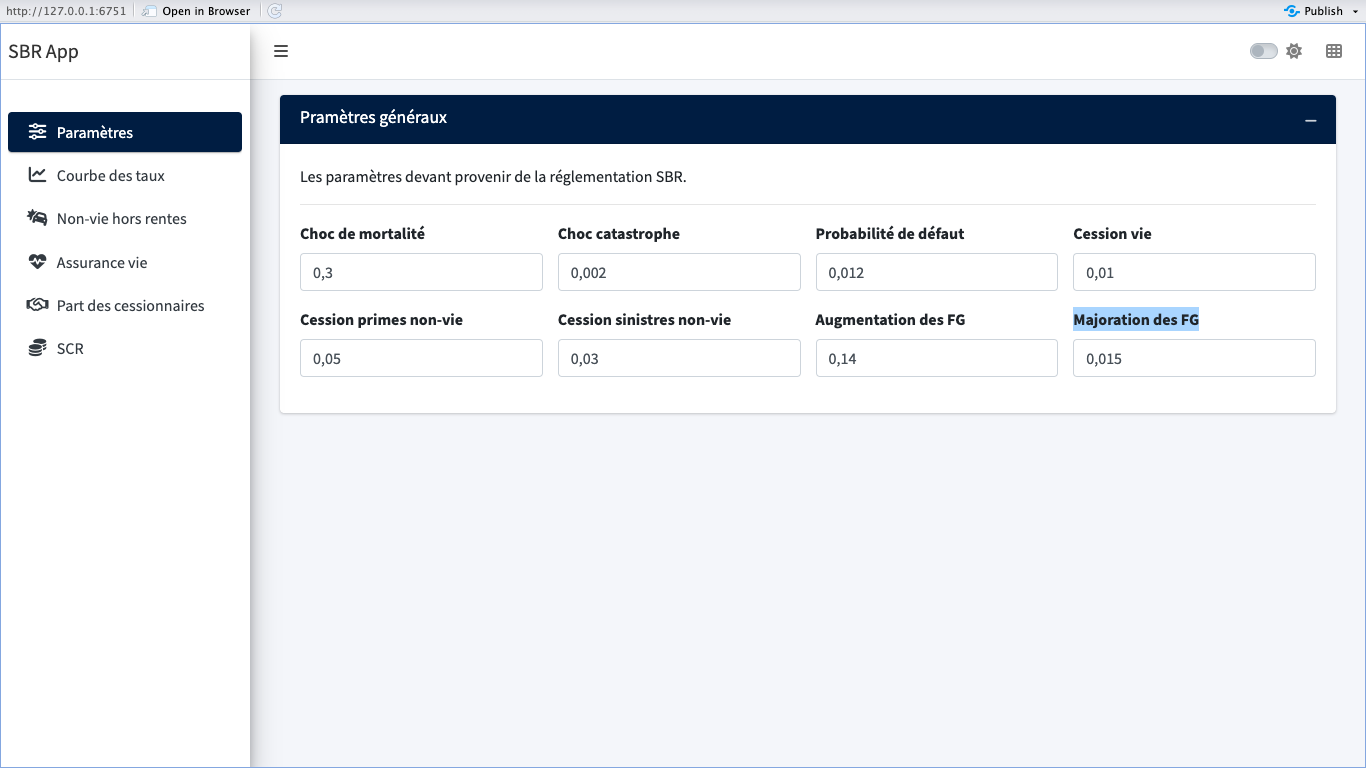 http://127.0.0.1:6751 Open in Browser Publish
SBR App
Paramètres
Courbe des taux
Non-vie hors rentes
Assurance vie
Part des cessionnaires
SCR
Pramètres généraux
Les paramètres devant provenir de la réglementation SBR.
Choc de mortalité Choc catastrophe Probabilité de défaut Cession vie
0,3 0,002 0,012 0,01
Cession primes non-vie Cession sinistres non-vie Augmentation des FG Majoration des FG
0,05 0,03 0,14 0,015